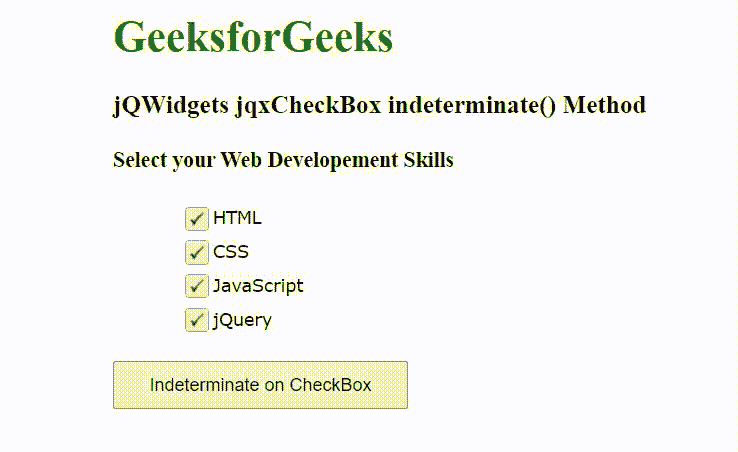 GeeksforGeeks
jQWidgets jqxCheckBox indeterminate() Method
Select your Web Developement Skills
HTML
CSS
JavaScript
jQuery
Indeterminate on CheckBox